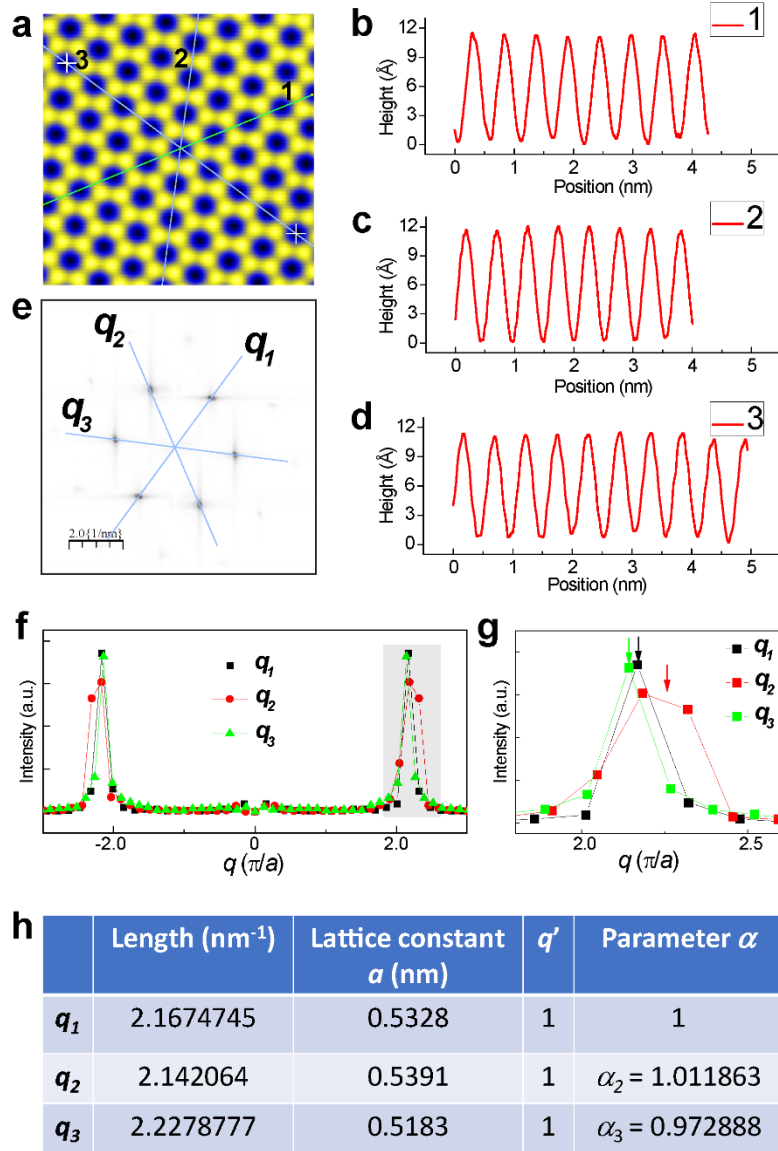 a
3
2
1
b
1
Height (Å)
12
9
6
3
0
0 1 2 3 4 5
Position (nm)
c
2
Height (Å)
12
9
6
3
0
0 1 2 3 4 5
Position (nm)
d
3
Height (Å)
12
9
6
3
0
0 1 2 3 4 5
Position (nm)
e
q2
q1
q3
2.0{1/nm}
f
Intensity (a.u.)
q1
q2
q3
-2.0 0 2.0
q (π/a)
g
Intensity (a.u.)
q1
q2
q3
2.0 2.5
q (π/a)
h
Length (nm⁻¹) Lattice constant a (nm) q’ Parameter α
q1 2.1674745 0.5328 1 1
q2 2.142064 0.5391 1 α2 = 1.011863
q3 2.2278777 0.5183 1 α3 = 0.972888